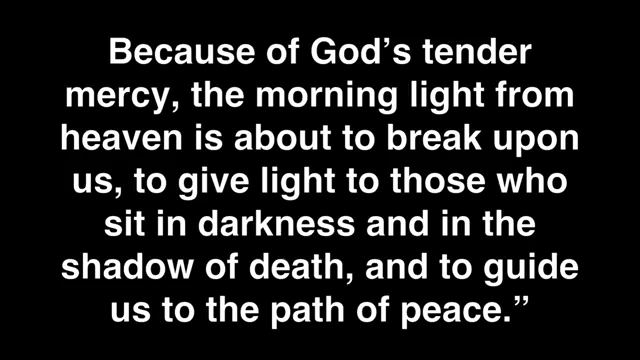 Because of God’s tender
mercy, the morning light from
heaven is about to break upon
us, to give light to those who
sit in darkness and in the
shadow of death, and to guide
us to the path of peace.”